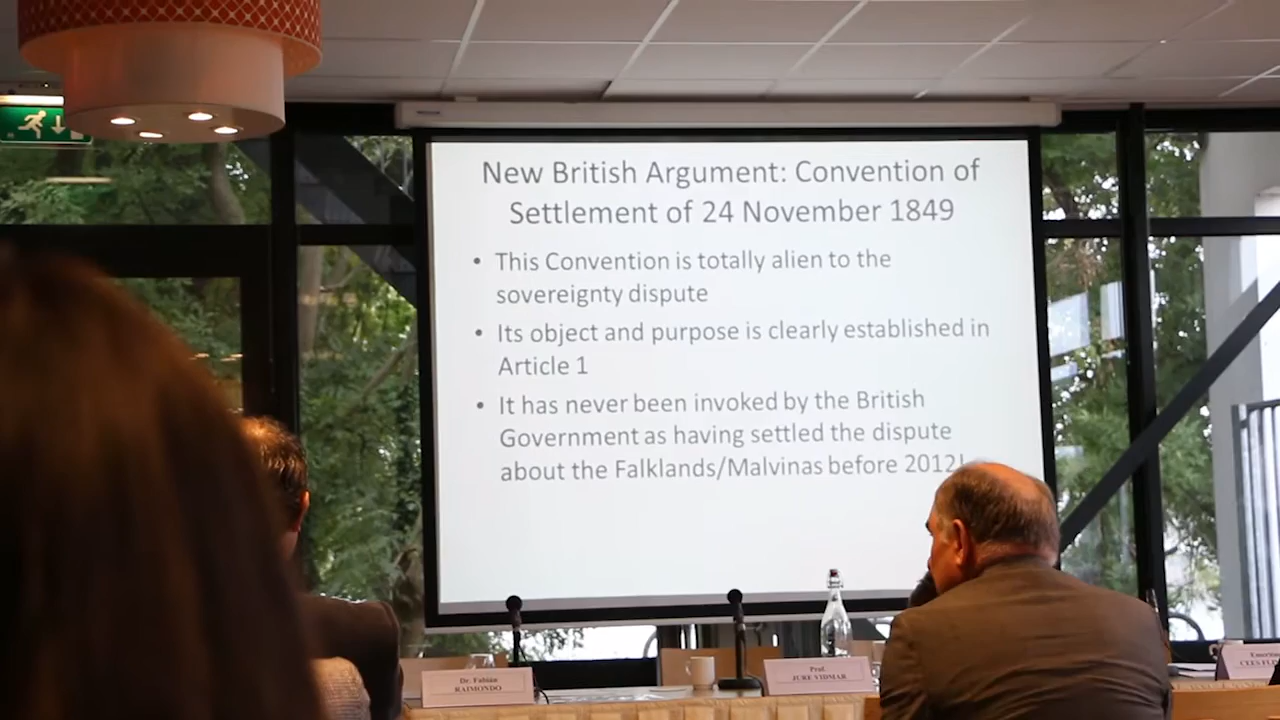 New British Argument: Convention of
Settlement of 24 November 1849
• This Convention is totally alien to the
sovereignty dispute
• Its object and purpose is clearly established in
Article 1
• It has never been invoked by the British
Government as having settled the dispute
about the Falklands/Malvinas before 2012!
Dr. Fabián
RAIMONDO
Prof.
JURE VIDMAR
Emeritus
CEES